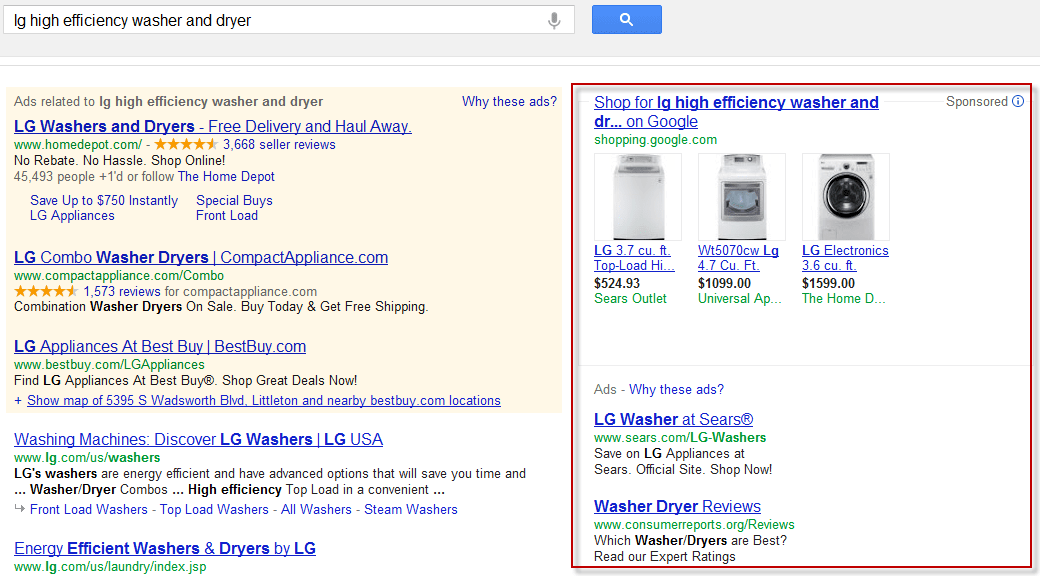 lg high efficiency washer and dryer
Ads related to lg high efficiency washer and dryer
Why these ads?
LG Washers and Dryers - Free Delivery and Haul Away.
www.homedepot.com/ - 3,668 seller reviews
No Rebate. No Hassle. Shop Online!
45,493 people +1'd or follow The Home Depot
Save Up to $750 Instantly Special Buys
LG Appliances Front Load
LG Combo Washer Dryers | CompactAppliance.com
www.compactappliance.com/Combo
1,573 reviews for compactappliance.com
Combination Washer Dryers On Sale. Buy Today & Get Free Shipping.
LG Appliances At Best Buy | BestBuy.com
www.bestbuy.com/LGAppliances
Find LG Appliances At Best Buy®. Shop Great Deals Now!
+ Show map of 5395 S Wadsworth Blvd, Littleton and nearby bestbuy.com locations
Washing Machines: Discover LG Washers | LG USA
www.lg.com/us/washers
LG's washers are energy efficient and have advanced options that will save you time and
... Washer/Dryer Combos ... High efficiency Top Load in a convenient ...
Front Load Washers - Top Load Washers - All Washers - Steam Washers
Energy Efficient Washers & Dryers by LG
www.lg.com/us/laundry/index.jsp
Shop for lg high efficiency washer and
dr... on Google
Sponsored
shopping.google.com
LG 3.7 cu. ft.
Top-Load Hi...
$524.93
Sears Outlet
Wt5070cw Lg
4.7 Cu. Ft.
$1099.00
Universal Ap...
LG Electronics
3.6 cu. ft.
$1599.00
The Home D...
Ads - Why these ads?
LG Washer at Sears®
www.sears.com/LG-Washers
Save on LG Appliances at
Sears. Official Site. Shop Now!
Washer Dryer Reviews
www.consumerreports.org/Reviews
Which Washer/Dryers are Best?
Read our Expert Ratings